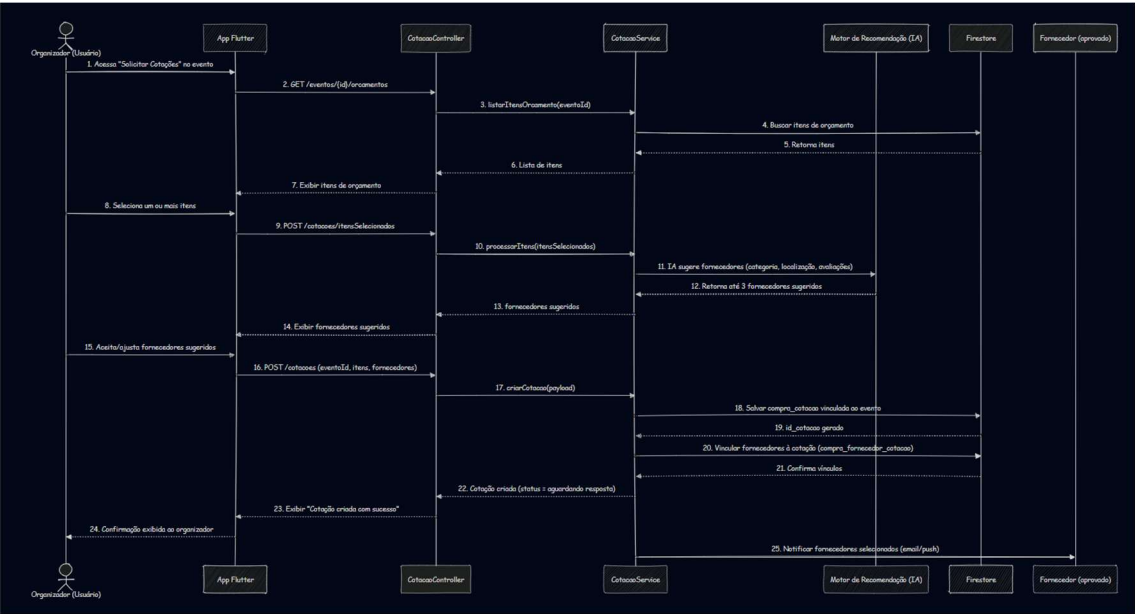 Organizador (Usuário)
App Flutter
CotacaoController
CotacaoService
Motor de Recomendação (IA)
Firestore
Fornecedor (aprovado)
1. Acessa "Solicitar Cotações" no evento
2. GET /eventos/{id}/orcamentos
3. listarItensOrcamento(eventoId)
4. Buscar itens de orçamento
5. Retorna itens
6. Lista de itens
7. Exibir itens de orçamento
8. Seleciona um ou mais itens
9. POST /cotacoes/itensSelecionados
10. processarItens(itensSelecionados)
11. IA sugere fornecedores (categoria, localização, avaliações)
12. Retorna até 3 fornecedores sugeridos
13. fornecedores sugeridos
14. Exibir fornecedores sugeridos
15. Aceita/ajusta fornecedores sugeridos
16. POST /cotacoes (eventoId, itens, fornecedores)
17. criarCotacao(payload)
18. Salvar compra_cotacao vinculada ao evento
19. id_cotacao gerado
20. Vincular fornecedores à cotação (compra_fornecedor_cotacao)
21. Confirma vínculos
22. Cotação criada (status = aguardando resposta)
23. Exibir "Cotação criada com sucesso"
24. Confirmação exibida ao organizador
25. Notificar fornecedores selecionados (email/push)
Organizador (Usuário)
App Flutter
CotacaoController
CotacaoService
Motor de Recomendação (IA)
Firestore
Fornecedor (aprovado)